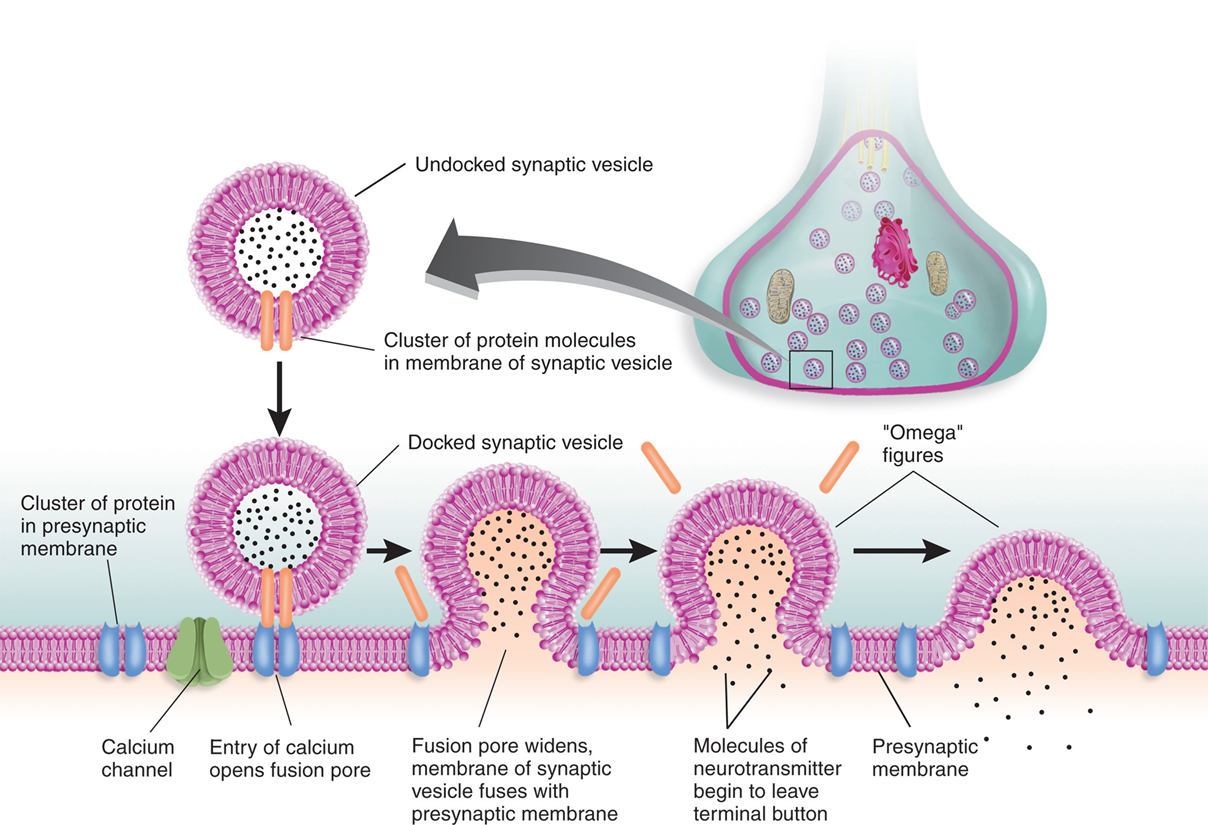 Undocked synaptic vesicle
Cluster of protein molecules
in membrane of synaptic vesicle
"Omega"
figures
Docked synaptic vesicle
Cluster of protein
in presynaptic
membrane
Calcium
channel
Entry of calcium
opens fusion pore
Fusion pore widens,
membrane of synaptic
vesicle fuses with
presynaptic membrane
Molecules of
neurotransmitter
begin to leave
terminal button
Presynaptic
membrane